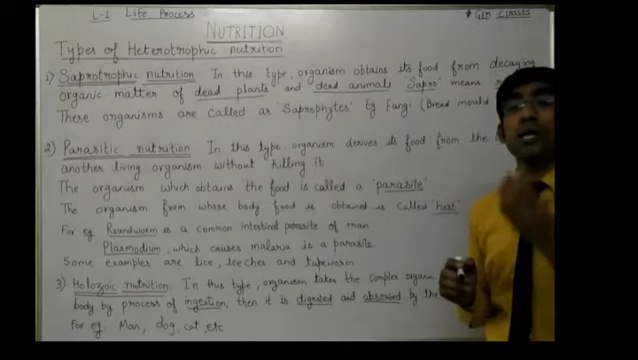 L-1 Life Process
GEM CLASSES
NUTRITION
Types of Heterotrophic nutrition
1) Saprotrophic nutrition In this type, organism obtains its food from decaying
organic matter of dead plants and dead animals 'Sapro' means
These organisms are called as 'Saprophytes' Eg Fungi (Bread mould
2) Parasitic nutrition In this type organism derives its food from the
another living organism without killing it
The organism which obtains the food is called a 'parasite'
The organism from whose body food is obtained is called 'host'
For eg. Roundworm is a common intestinal parasite of man
Plasmodium, which causes malaria is a parasite
Some examples are lice, leeches and tapeworm
3) Holozoic nutrition In this type, organism takes the complex organic
body by process of ingestion, then it is digested and absorbed by the
For eg. Man, dog, cat, etc